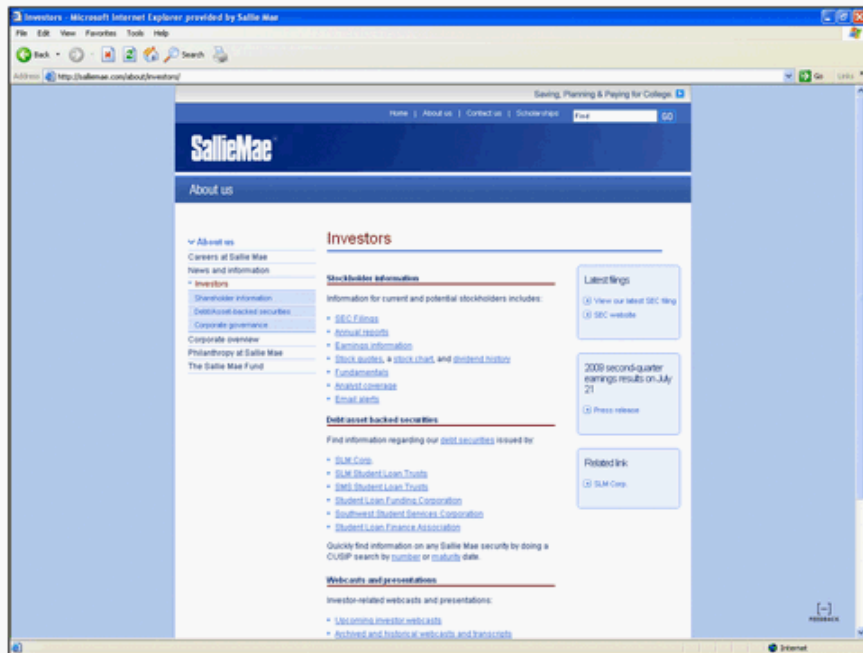 Investors - Microsoft Internet Explorer provided by Sallie Mae
File Edit View Favorites Tools Help
Back Search
Address http://salliemae.com/about/investors/ Go Links
Saving, Planning & Paying for College
Home | About us | Contact us | Scholarships Find GO
SallieMae
About us
About us
Careers at Sallie Mae
News and information
Investors
Shareholder information
Debt/Asset-backed securities
Corporate governance
Corporate overview
Philanthropy at Sallie Mae
The Sallie Mae Fund
Investors
Stockholder information
Information for current and potential stockholders includes:
SEC Filings
Annual reports
Earnings information
Stock quotes, a stock chart, and dividend history
Fundamentals
Analyst coverage
Email alerts
Debt/asset backed securities
Find information regarding our debt securities issued by:
SLM Corp.
SLM Student Loan Trusts
SMS Student Loan Trusts
Student Loan Funding Corporation
Southwest Student Services Corporation
Student Loan Finance Association
Quickly find information on any Sallie Mae security by doing a
CUSIP search by number or maturity date.
Webcasts and presentations
Investor-related webcasts and presentations:
Upcoming investor webcasts
Archived and historical webcasts and transcripts
Latest filings
View our latest SEC filing
SEC website
2009 second-quarter
earnings results on July
21
Press release
Related link
SLM Corp.
[-]
FEEDBACK
Internet